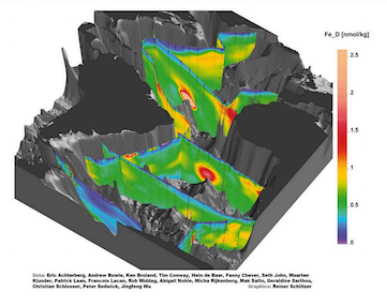 Fe_D [nmol/kg]
2.5
2
1.5
1
.5
0
Data: Eric Achterberg, Andrew Bowie, Ken Bruland, Tim Conway, Hein de Baar, Fanny Chever, Seth John, Maarten
Klunder, Patrick Laan, Francois Lacan, Rob Middag, Abigail Noble, Micha Rijkenberg, Mak Saito, Geraldine Sarthou,
Christian Schlosser, Peter Sedwick, Jingfeng Wu
Graphics: Reiner Schlitzer